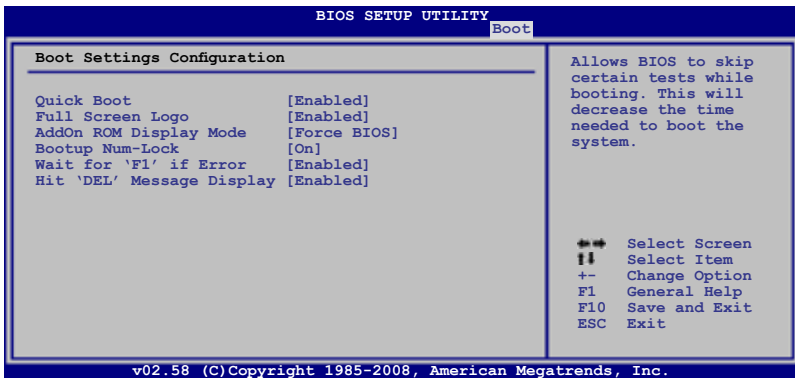 BIOS SETUP UTILITY
Boot
Boot Settings Configuration
Quick Boot [Enabled]
Full Screen Logo [Enabled]
AddOn ROM Display Mode [Force BIOS]
Bootup Num-Lock [On]
Wait for ‘F1’ if Error [Enabled]
Hit ‘DEL’ Message Display [Enabled]
Allows BIOS to skip
certain tests while
booting. This will
decrease the time
needed to boot the
system.
Select Screen
Select Item
+- Change Option
F1 General Help
F10 Save and Exit
ESC Exit
v02.58 (C)Copyright 1985-2008, American Megatrends, Inc.